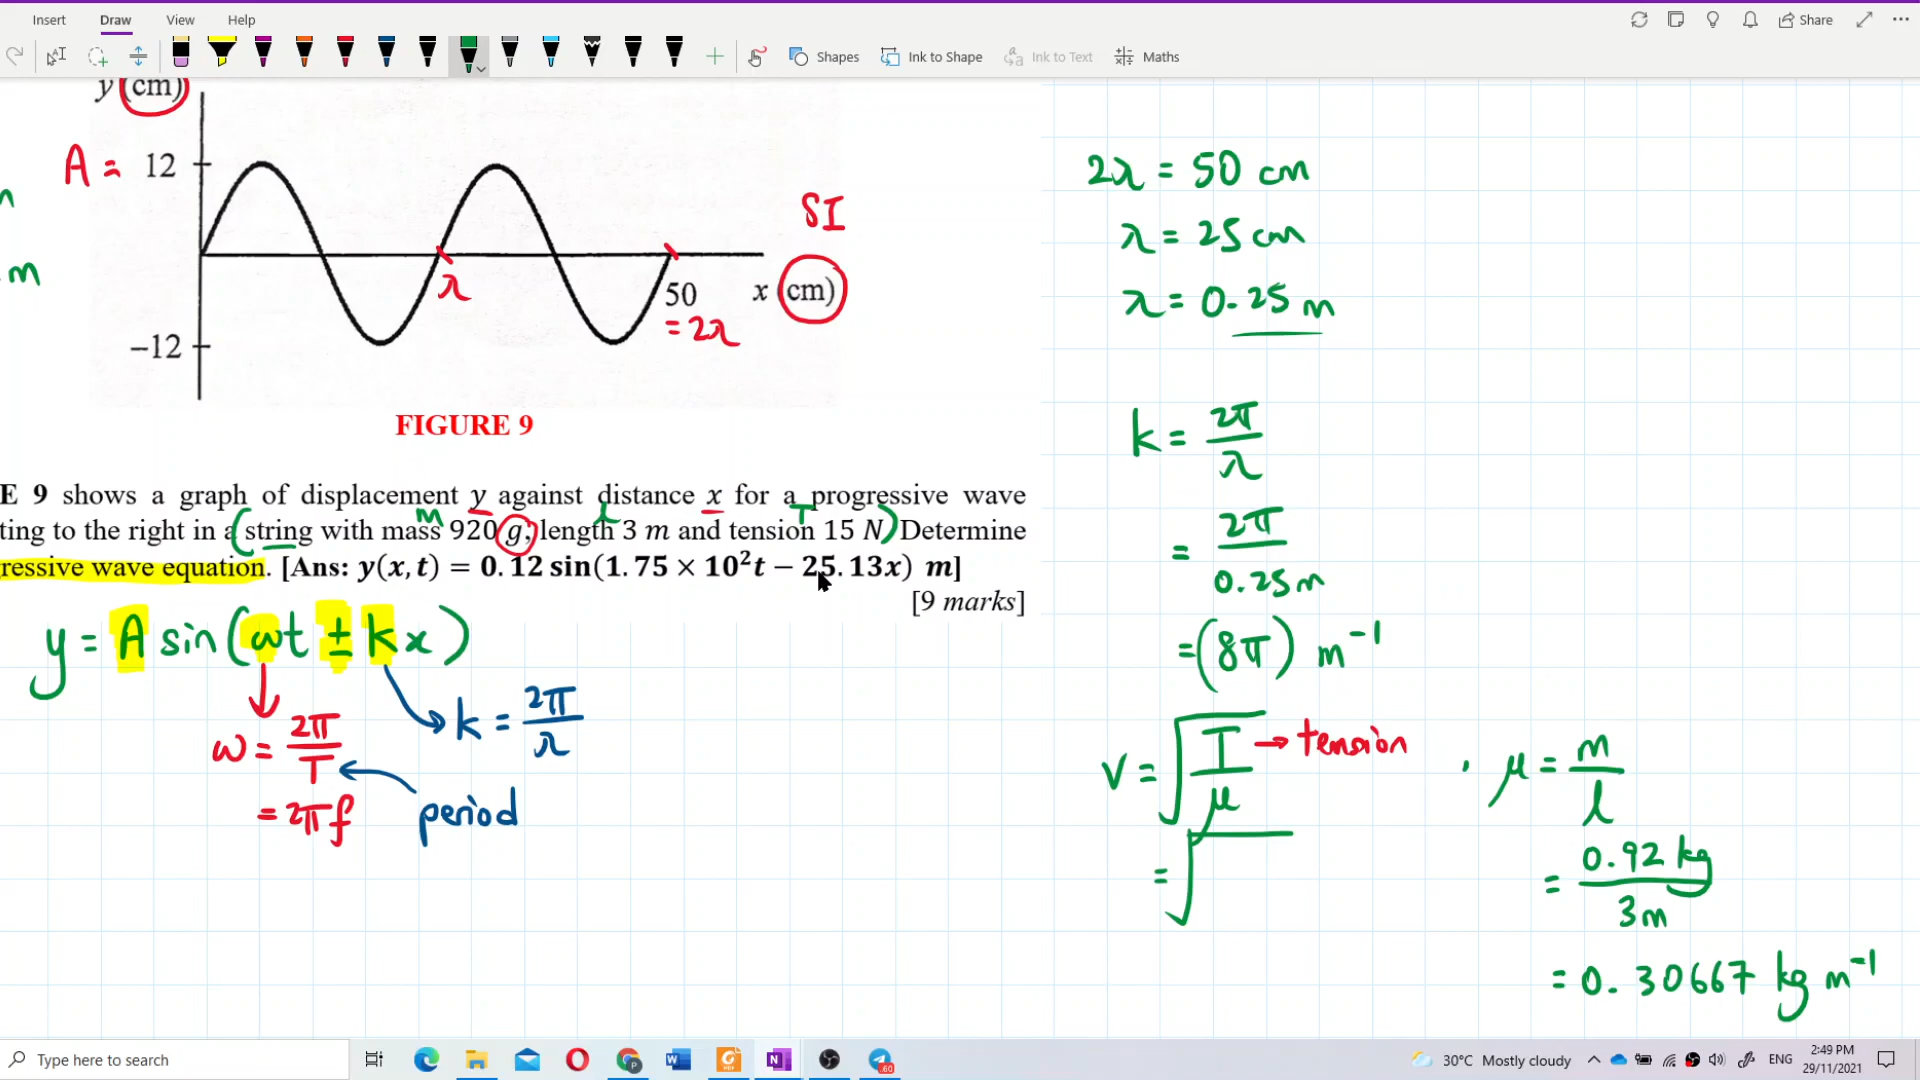 Insert Draw View Help Share
Shapes Ink to Shape Ink to Text Maths
y (cm)
A = 12
SI
λ
50
x (cm)
= 2λ
–12
FIGURE 9
E 9 shows a graph of displacement y against distance x for a progressive wave
m l T
ting to the right in a (string with mass 920 g, length 3 m and tension 15 N) Determine
ressive wave equation. [Ans: y(x, t) = 0.12 sin(1.75 × 10²t − 25.13x) m]
[9 marks]
y = A sin(ωt ± kx)
ω = 2π/T
= 2πf
period
k = 2π/λ
m
2λ = 50 cm
λ = 25 cm
λ = 0.25 m
k = 2π/λ
= 2π/0.25m
= (8π) m⁻¹
v = √T/μ → tension
= √
μ = m/l
= 0.92 kg/3m
= 0.30667 kg m⁻¹
Type here to search
60
30°C Mostly cloudy ENG 2:49 PM
29/11/2021